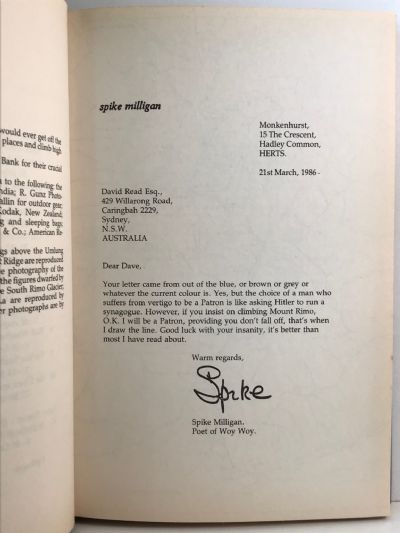 would ever get off the
places and climb high
Bank for their crucial
to the following: the
ndia; R. Gunz Photo-
allin for outdoor gear,
Kodak, New Zealand;
ng and sleeping bags;
& Co.; American Re-
ngs above the Umlung
Ridge are reproduced
e photography of the
the figures dwarfed by
e South Rimo Glacier;
a are reproduced by
er photographs are by
spike milligan
Monkenhurst,
15 The Crescent,
Hadley Common,
HERTS.
21st March, 1986 -
David Read Esq.,
429 Willarong Road,
Caringbah 2229,
Sydney,
N.S.W.
AUSTRALIA
Dear Dave,
Your letter came from out of the blue, or brown or grey or
whatever the current colour is. Yes, but the choice of a man who
suffers from vertigo to be a Patron is like asking Hitler to run a
synagogue. However, if you insist on climbing Mount Rimo,
O.K. I will be a Patron, providing you don't fall off, that's when
I draw the line. Good luck with your insanity, it's better than
most I have read about.
Warm regards,
Spike
Spike Milligan.
Poet of Woy Woy.